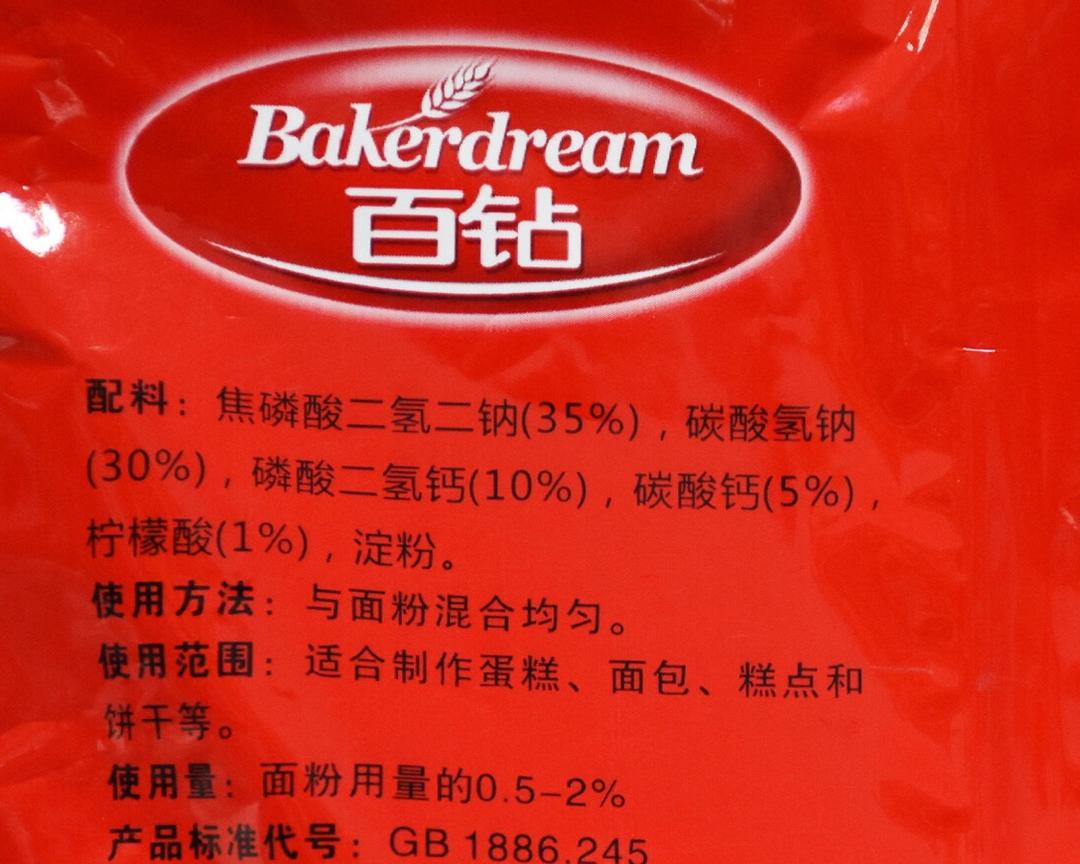 Bakerdream
百钻
配料：焦磷酸二氢二钠(35%)，碳酸氢钠
(30%)，磷酸二氢钙(10%)，碳酸钙(5%)，
柠檬酸(1%)，淀粉。
使用方法：与面粉混合均匀。
使用范围：适合制作蛋糕、面包、糕点和
饼干等。
使用量：面粉用量的0.5-2%
产品标准代号：GB 1886.245